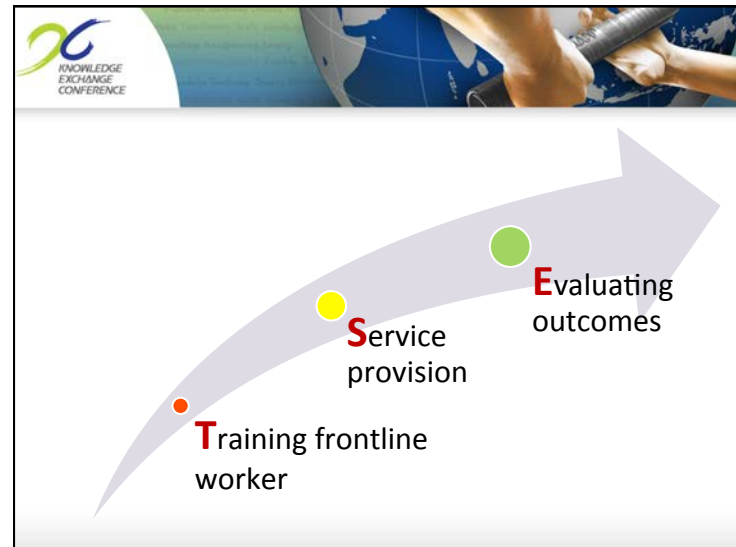 KNOWLEDGE
EXCHANGE
CONFERENCE
Evaluating
outcomes
Service
provision
Training frontline
worker